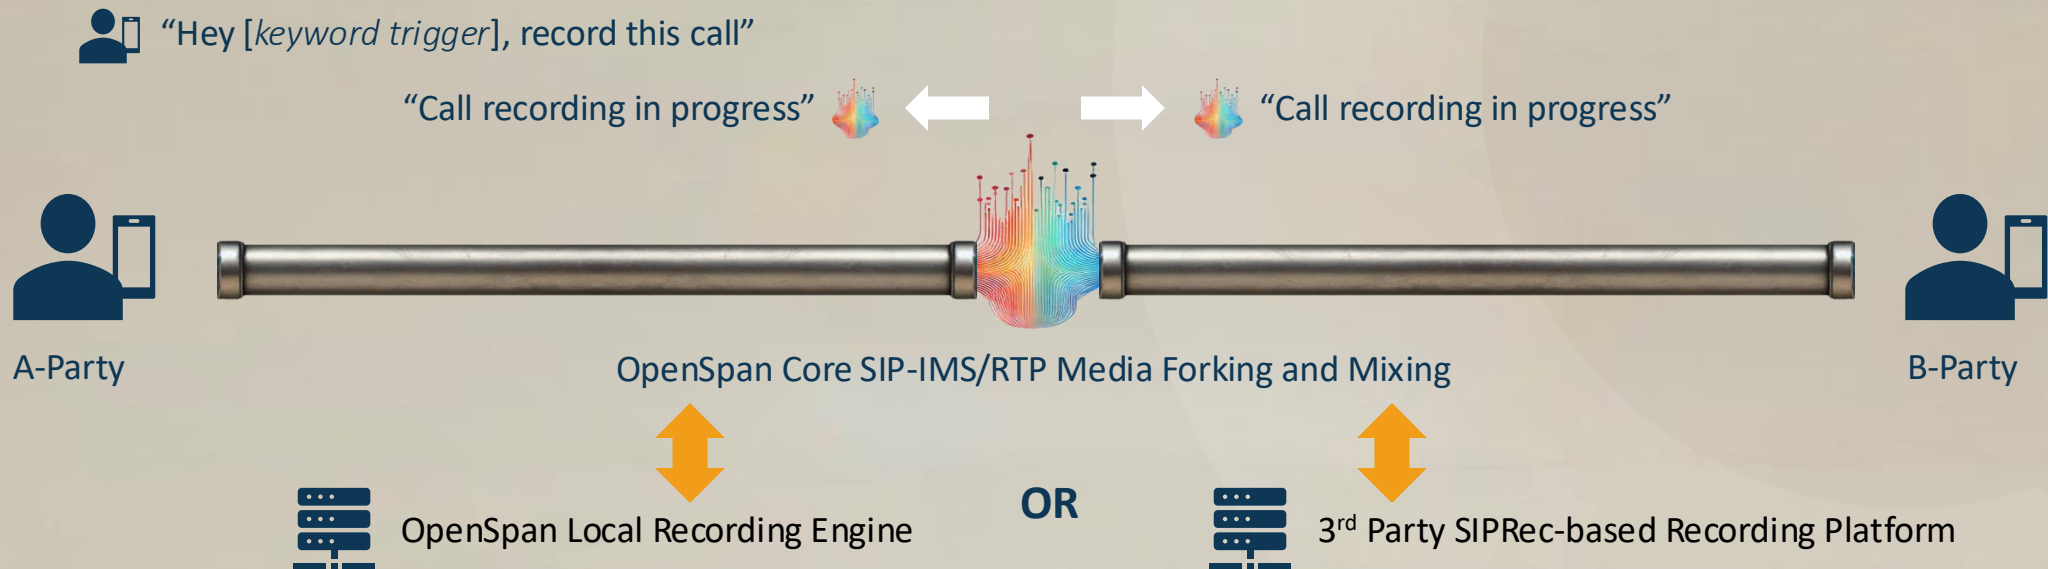 “Hey [keyword trigger], record this call”
“Call recording in progress”
“Call recording in progress”
A-Party
OpenSpan Core SIP-IMS/RTP Media Forking and Mixing
B-Party
OpenSpan Local Recording Engine
OR
3rd Party SIPRec-based Recording Platform